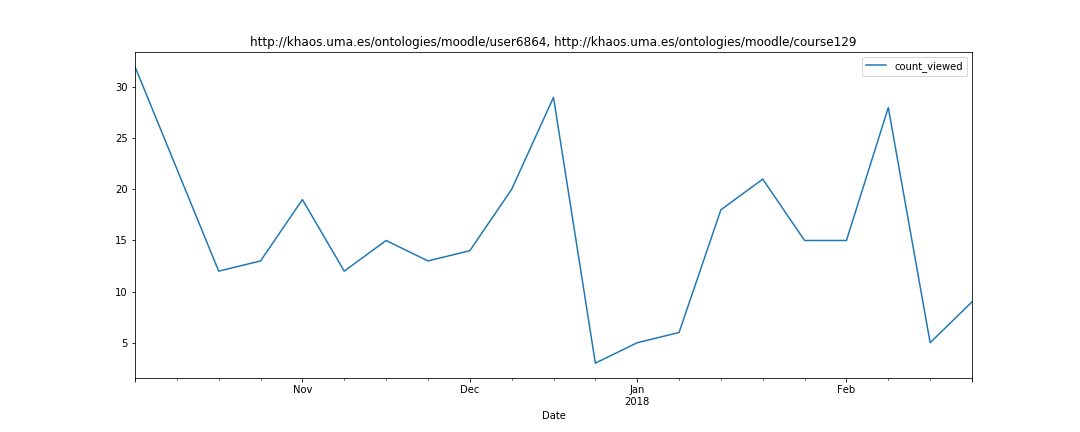 http://khaos.uma.es/ontologies/moodle/user6864, http://khaos.uma.es/ontologies/moodle/course129
count_viewed
30
25
20
15
10
5
Nov
Dec
Jan
2018
Feb
Date